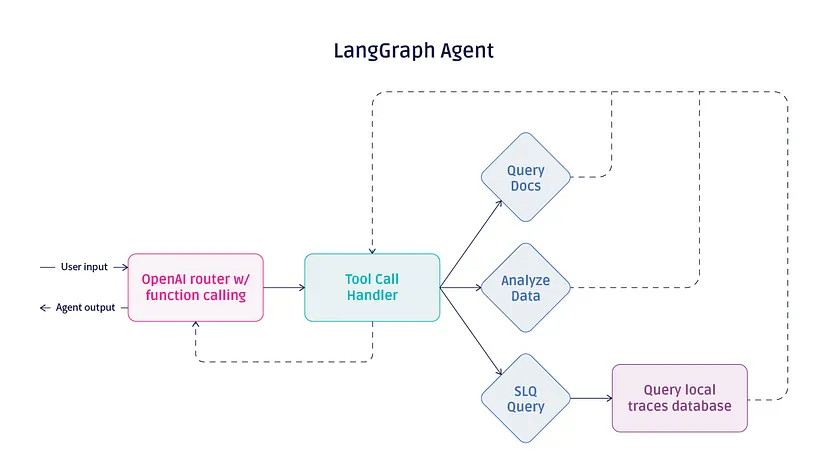 LangGraph Agent
Query
Docs
User input
OpenAI router w/
function calling
Tool Call
Handler
Analyze
Data
Agent output
SLQ
Query
Query local
traces database